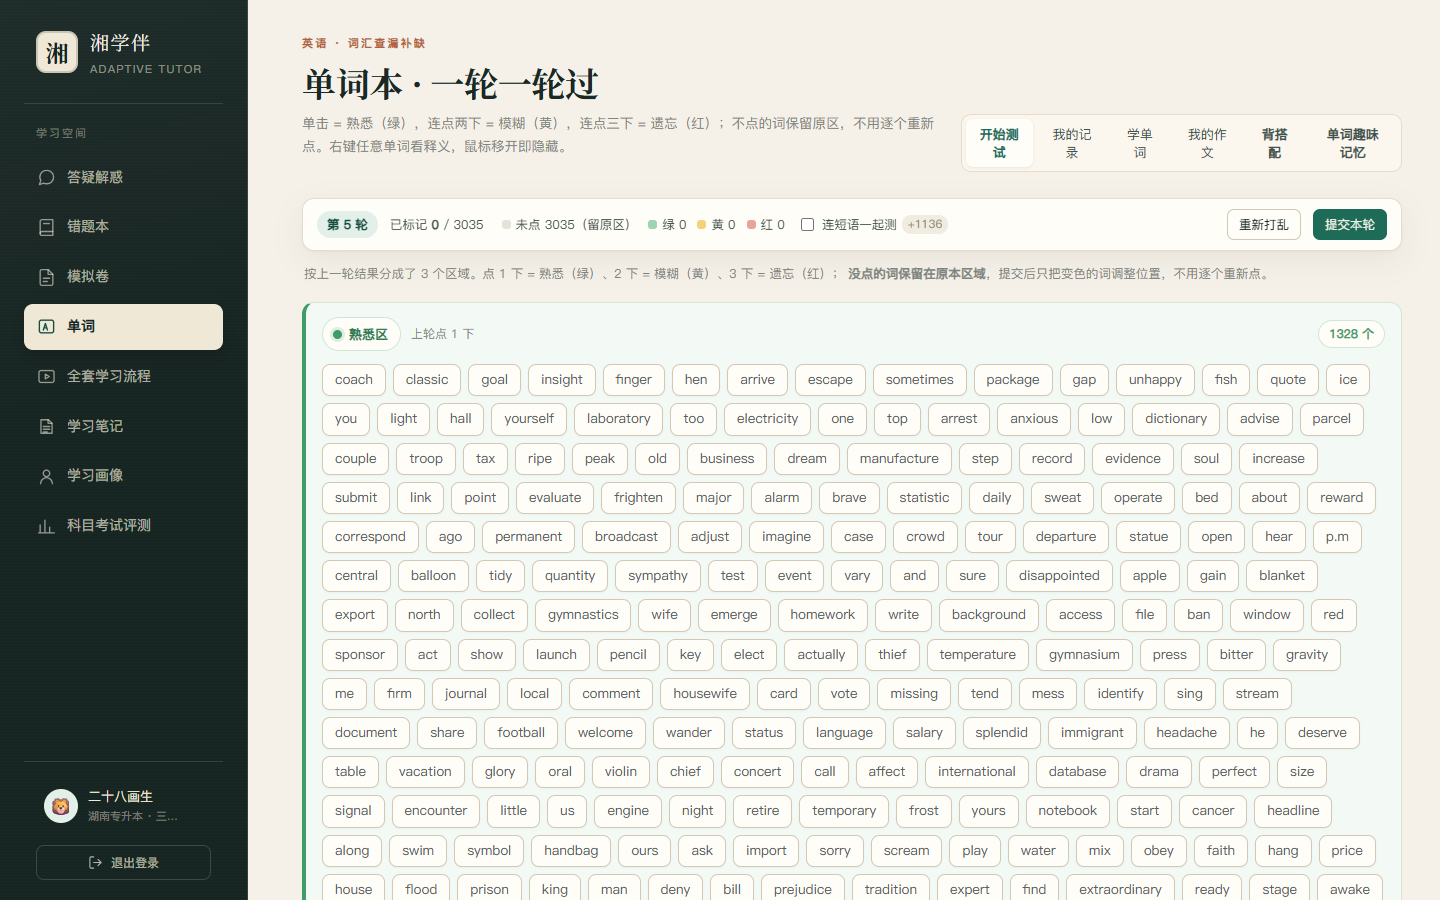 湘
湘学伴
ADAPTIVE TUTOR
学习空间
答疑解惑
错题本
模拟卷
单词
全套学习流程
学习笔记
学习画像
科目考试评测
二十八画生
湖南专升本 · 三...
退出登录
英语 · 词汇查漏补缺
单词本 · 一轮一轮过
单击 = 熟悉（绿），连点两下 = 模糊（黄），连点三下 = 遗忘（红）；不点的词保留原区，不用逐个重新
点。右键任意单词看释义，鼠标移开即隐藏。
开始测试 我的记录 学单词 我的作文 背搭配 单词趣味记忆
第 5 轮 已标记 0 / 3035 未点 3035（留原区） 绿 0 黄 0 红 0 连短语一起测 +1136 重新打乱 提交本轮
按上一轮结果分成了 3 个区域。点 1 下 = 熟悉（绿）、2 下 = 模糊（黄）、3 下 = 遗忘（红）； 没点的词保留在原本区域，提交后只把变色的词调整位置，不用逐个重新点。
熟悉区 上轮点 1 下 1328 个
coach classic goal insight finger hen arrive escape sometimes package gap unhappy fish quote ice
you light hall yourself laboratory too electricity one top arrest anxious low dictionary advise parcel
couple troop tax ripe peak old business dream manufacture step record evidence soul increase
submit link point evaluate frighten major alarm brave statistic daily sweat operate bed about reward
correspond ago permanent broadcast adjust imagine case crowd tour departure statue open hear p.m
central balloon tidy quantity sympathy test event vary and sure disappointed apple gain blanket
export north collect gymnastics wife emerge homework write background access file ban window red
sponsor act show launch pencil key elect actually thief temperature gymnasium press bitter gravity
me firm journal local comment housewife card vote missing tend mess identify sing stream
document share football welcome wander status language salary splendid immigrant headache he deserve
table vacation glory oral violin chief concert call affect international database drama perfect size
signal encounter little us engine night retire temporary frost yours notebook start cancer headline
along swim symbol handbag ours ask import sorry scream play water mix obey faith hang price
house flood prison king man deny bill prejudice tradition expert find extraordinary ready stage awake